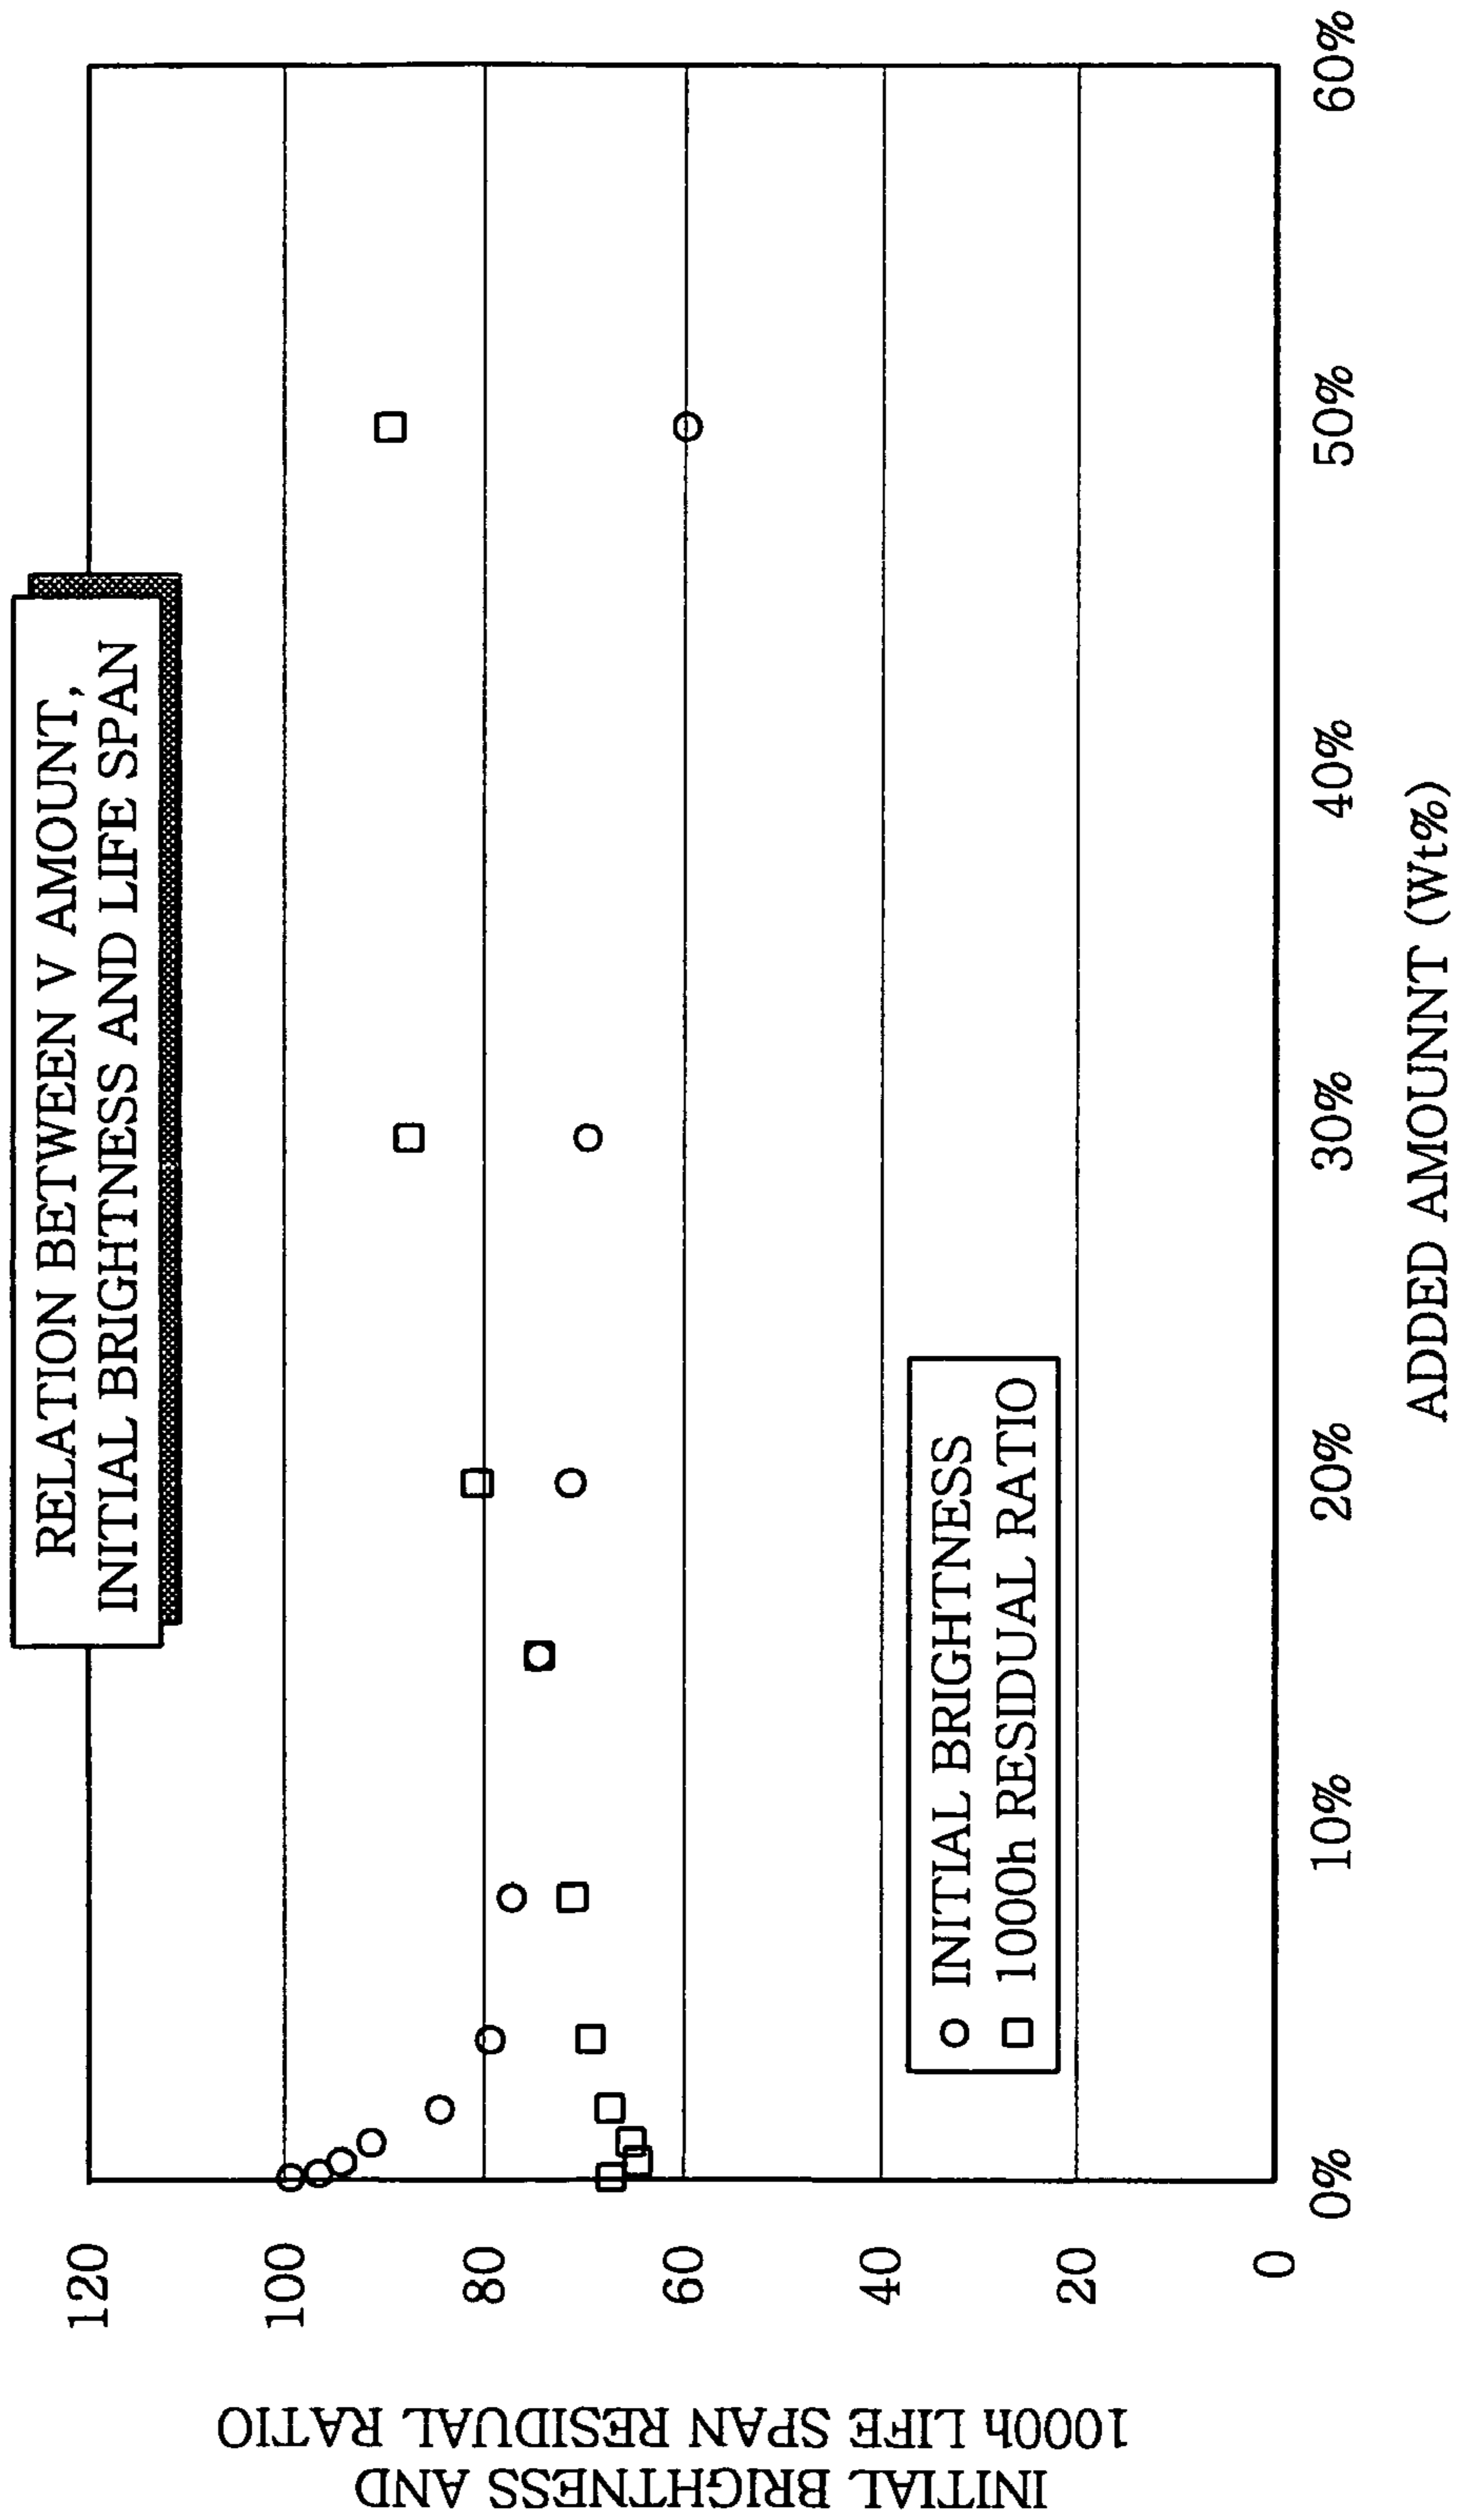 RELATION BETWEEN V AMOUNT,
INITIAL BRIGHTNESS AND LIFE SPAN
INITIAL BRIGHTNESS AND
1000h LIFE SPAN RESIDUAL RATIO
120
100
80
60
40
20
0
INITIAL BRIGHTNESS
1000h RESIDUAL RATIO
0%
10%
20%
30%
40%
50%
60%
ADDED AMOUNNT (Wt%)